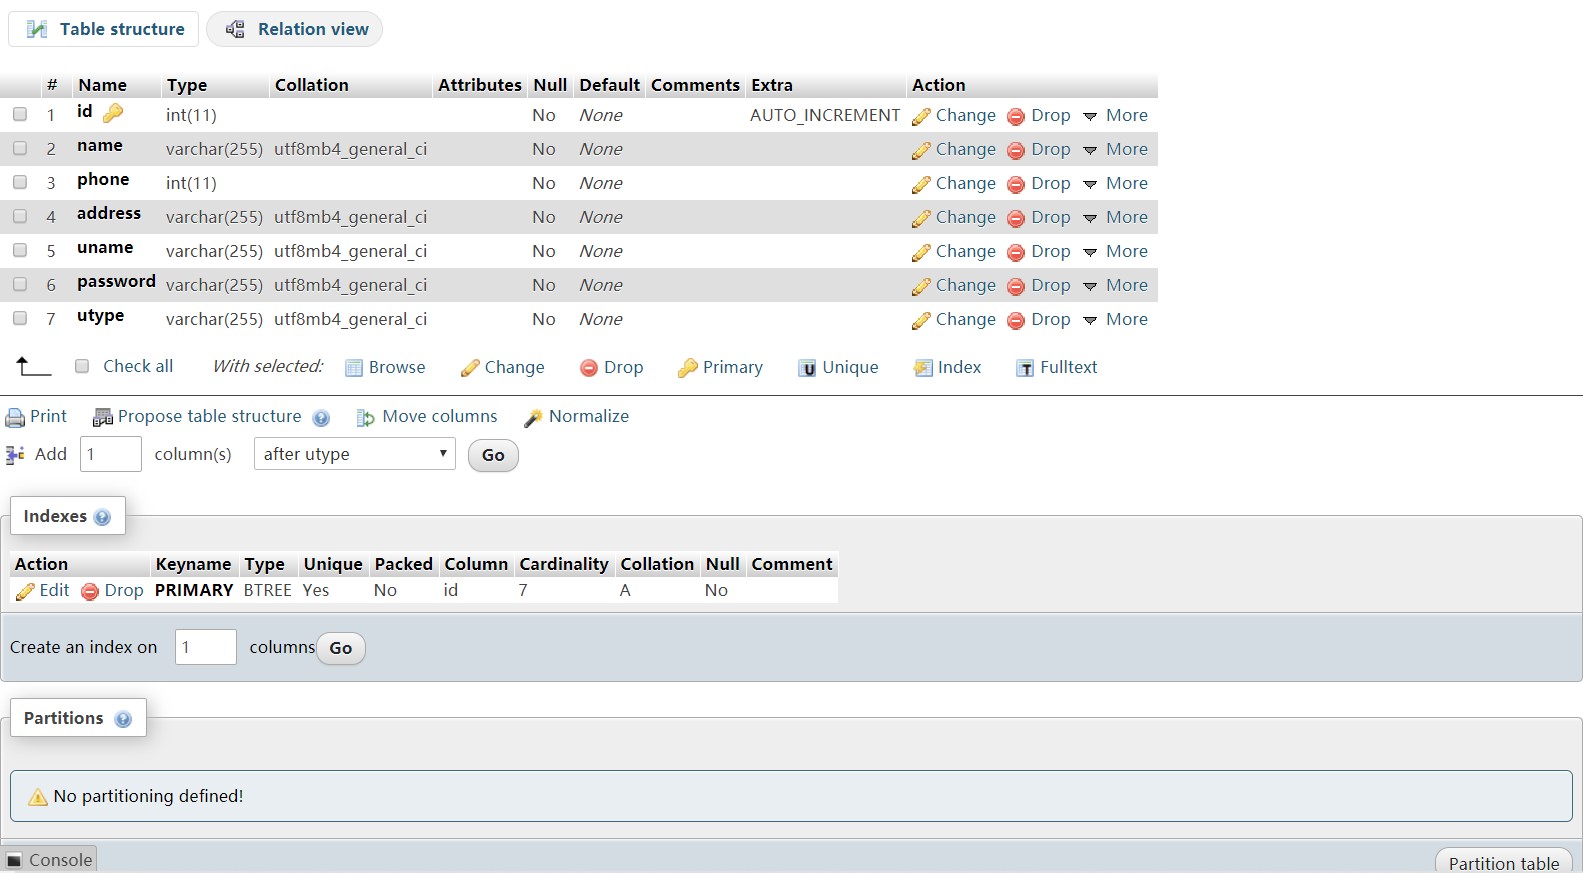 Table structure Relation view
# Name Type Collation Attributes Null Default Comments Extra Action
1 id int(11) No None AUTO_INCREMENT Change Drop More
2 name varchar(255) utf8mb4_general_ci No None Change Drop More
3 phone int(11) No None Change Drop More
4 address varchar(255) utf8mb4_general_ci No None Change Drop More
5 uname varchar(255) utf8mb4_general_ci No None Change Drop More
6 password varchar(255) utf8mb4_general_ci No None Change Drop More
7 utype varchar(255) utf8mb4_general_ci No None Change Drop More
Check all With selected: Browse Change Drop Primary Unique Index Fulltext
Print Propose table structure Move columns Normalize
Add 1 column(s) after utype Go
Indexes
Action Keyname Type Unique Packed Column Cardinality Collation Null Comment
Edit Drop PRIMARY BTREE Yes No id 7 A No
Create an index on 1 columns Go
Partitions
No partitioning defined!
Console Partition table